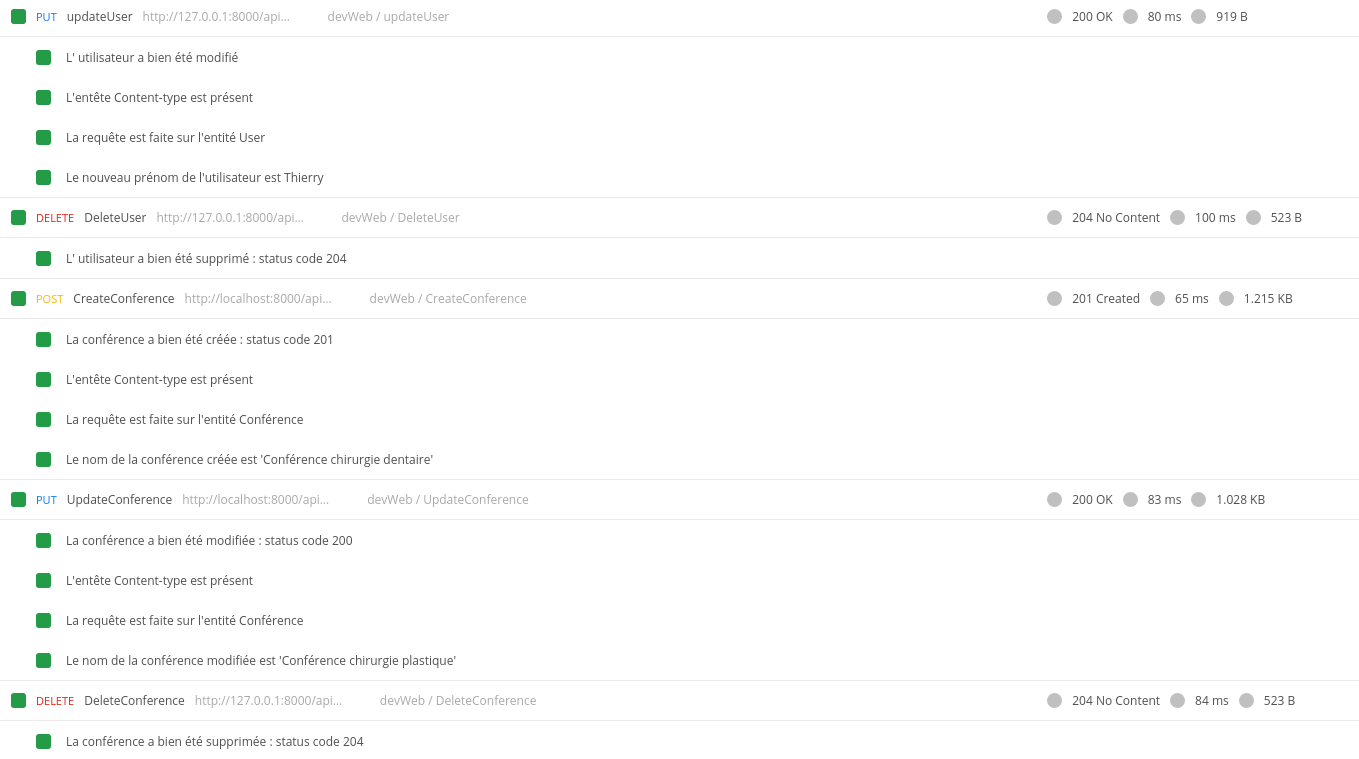 PUT updateUser http://127.0.0.1:8000/api... devWeb / updateUser 200 OK 80 ms 919 B
L' utilisateur a bien été modifié
L'entête Content-type est présent
La requête est faite sur l'entité User
Le nouveau prénom de l'utilisateur est Thierry
DELETE DeleteUser http://127.0.0.1:8000/api... devWeb / DeleteUser 204 No Content 100 ms 523 B
L' utilisateur a bien été supprimé : status code 204
POST CreateConference http://localhost:8000/api... devWeb / CreateConference 201 Created 65 ms 1.215 KB
La conférence a bien été créée : status code 201
L'entête Content-type est présent
La requête est faite sur l'entité Conférence
Le nom de la conférence créée est 'Conférence chirurgie dentaire'
PUT UpdateConference http://localhost:8000/api... devWeb / UpdateConference 200 OK 83 ms 1.028 KB
La conférence a bien été modifiée : status code 200
L'entête Content-type est présent
La requête est faite sur l'entité Conférence
Le nom de la conférence modifiée est 'Conférence chirurgie plastique'
DELETE DeleteConference http://127.0.0.1:8000/api... devWeb / DeleteConference 204 No Content 84 ms 523 B
La conférence a bien été supprimée : status code 204